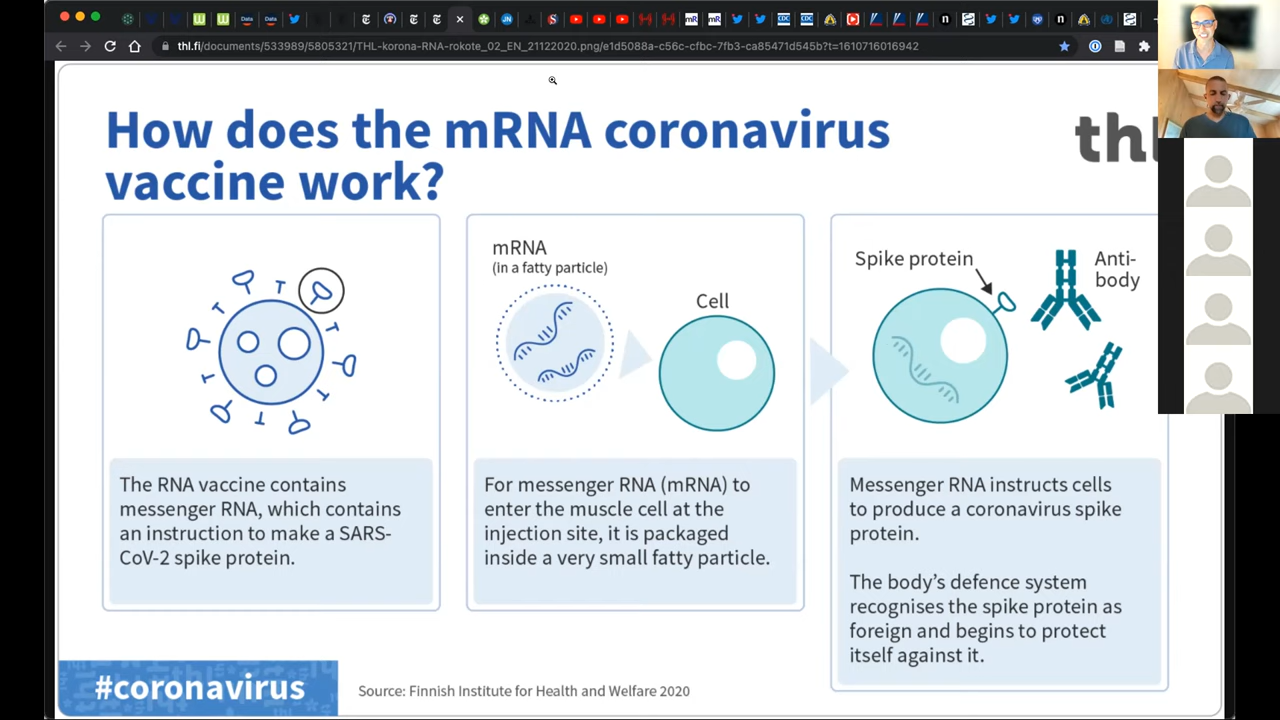 thl.fi/documents/533989/5805321/THL-korona-RNA-rokote_02_EN_21122020.png/e1d5088a-c56c-cfbc-7fb3-ca85471d545b?t=1610716016942
How does the mRNA coronavirus
vaccine work?
thl
mRNA
(in a fatty particle)
Cell
Spike protein
Anti-
body
The RNA vaccine contains
messenger RNA, which contains
an instruction to make a SARS-
CoV-2 spike protein.
For messenger RNA (mRNA) to
enter the muscle cell at the
injection site, it is packaged
inside a very small fatty particle.
Messenger RNA instructs cells
to produce a coronavirus spike
protein.
The body's defence system
recognises the spike protein as
foreign and begins to protect
itself against it.
#coronavirus
Source: Finnish Institute for Health and Welfare 2020